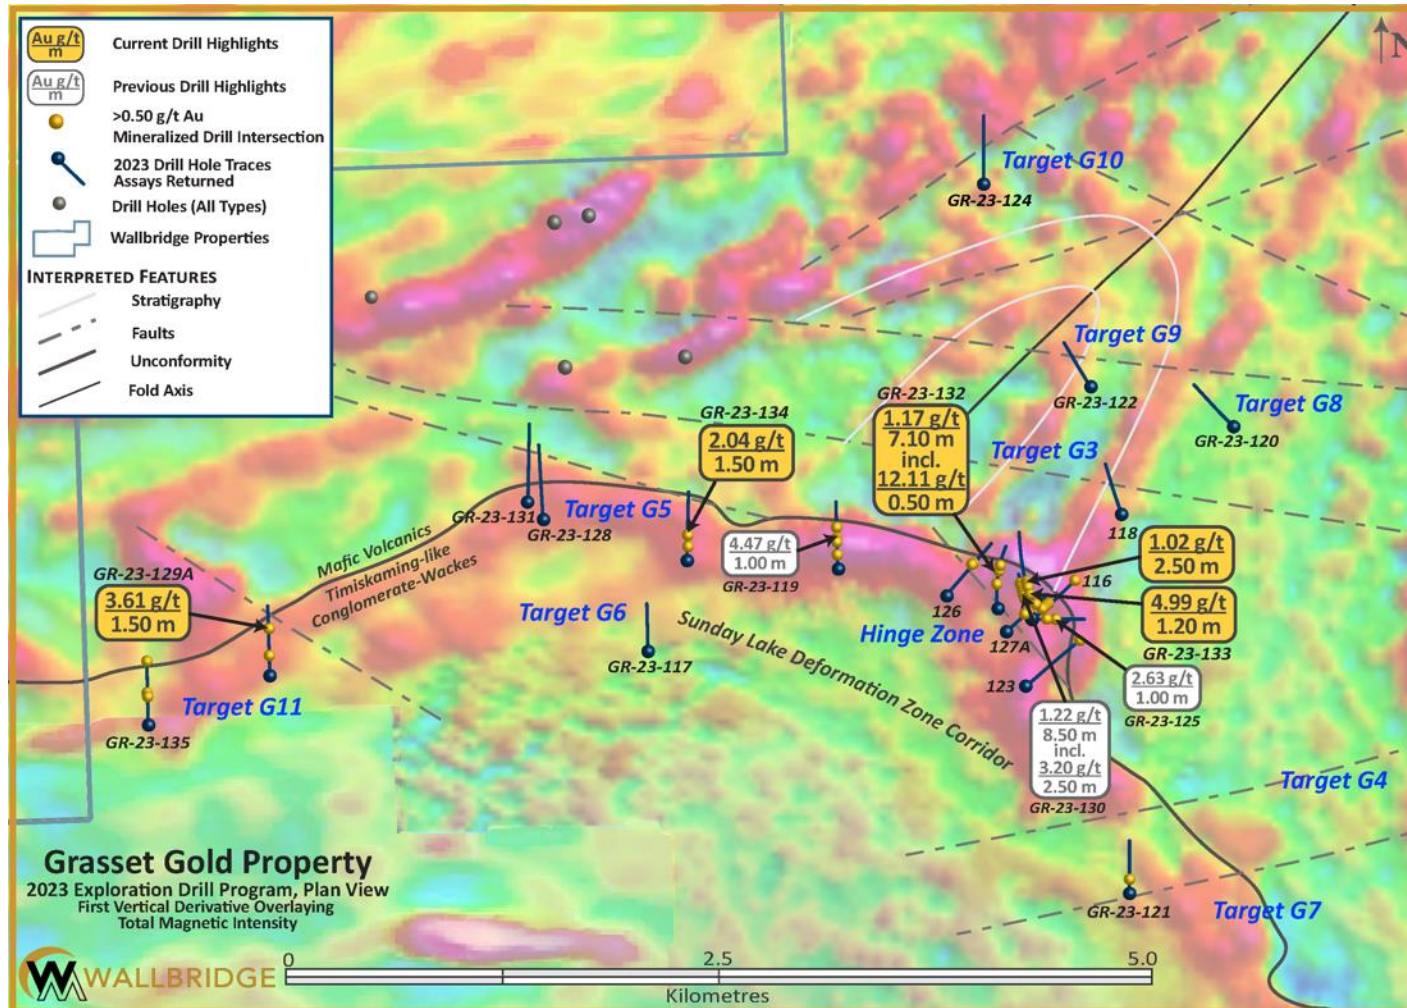 Au g/t
m
Current Drill Highlights
Au g/t
m
Previous Drill Highlights
>0.50 g/t Au
Mineralized Drill Intersection
2023 Drill Hole Traces
Assays Returned
Drill Holes (All Types)
Wallbridge Properties
INTERPRETED FEATURES
Stratigraphy
Faults
Unconformity
Fold Axis
N
Target G10
GR-23-124
Target G9
GR-23-122
Target G8
GR-23-120
GR-23-132
1.17 g/t
7.10 m
incl.
12.11 g/t
0.50 m
Target G3
118
GR-23-134
2.04 g/t
1.50 m
GR-23-131
Target G5
GR-23-128
4.47 g/t
1.00 m
GR-23-119
1.02 g/t
2.50 m
116
4.99 g/t
1.20 m
GR-23-133
126
Hinge Zone
127A
123
2.63 g/t
1.00 m
GR-23-125
1.22 g/t
8.50 m
incl.
3.20 g/t
2.50 m
GR-23-130
Mafic Volcanics
Timiskaming-like
Conglomerate-Wackes
GR-23-129A
3.61 g/t
1.50 m
Target G6
GR-23-117
Sunday Lake Deformation Zone Corridor
Target G11
GR-23-135
Target G4
GR-23-121
Target G7
Grasset Gold Property
2023 Exploration Drill Program, Plan View
First Vertical Derivative Overlaying
Total Magnetic Intensity
WALLBRIDGE
0
2.5
5.0
Kilometres